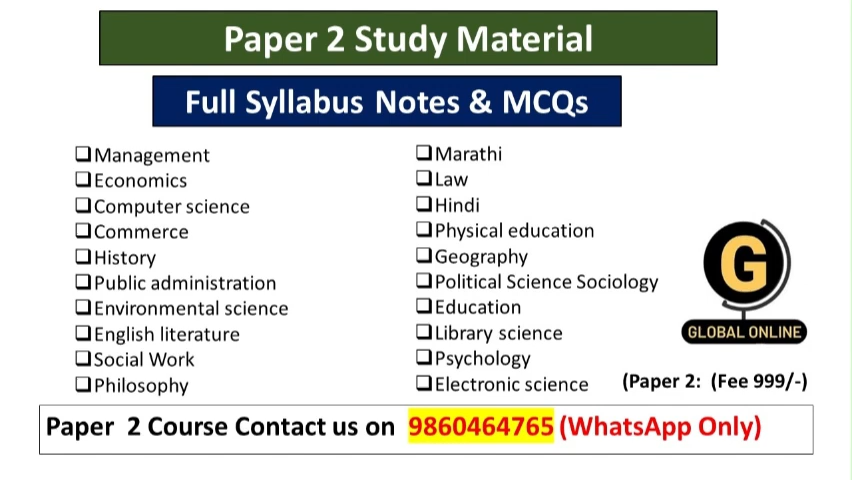 Paper 2 Study Material
Full Syllabus Notes & MCQs
❑Management
❑Economics
❑Computer science
❑Commerce
❑History
❑Public administration
❑Environmental science
❑English literature
❑Social Work
❑Philosophy
❑Marathi
❑Law
❑Hindi
❑Physical education
❑Geography
❑Political Science Sociology
❑Education
❑Library science
❑Psychology
❑Electronic science
G
GLOBAL ONLINE
(Paper 2: (Fee 999/-)
Paper 2 Course Contact us on 9860464765 (WhatsApp Only)